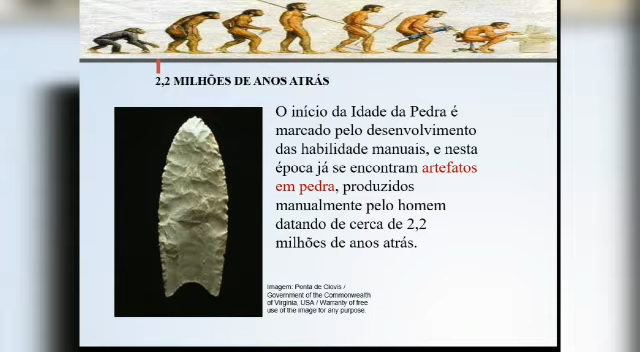 2,2 MILHÕES DE ANOS ATRÁS
O início da Idade da Pedra é
marcado pelo desenvolvimento
das habilidade manuais, e nesta
época já se encontram artefatos
em pedra, produzidos
manualmente pelo homem
datando de cerca de 2,2
milhões de anos atrás.
Imagem: Ponta de Clovis /
Government of the Commonwealth
of Virginia, USA / Warranty of free
use of the image for any purpose.